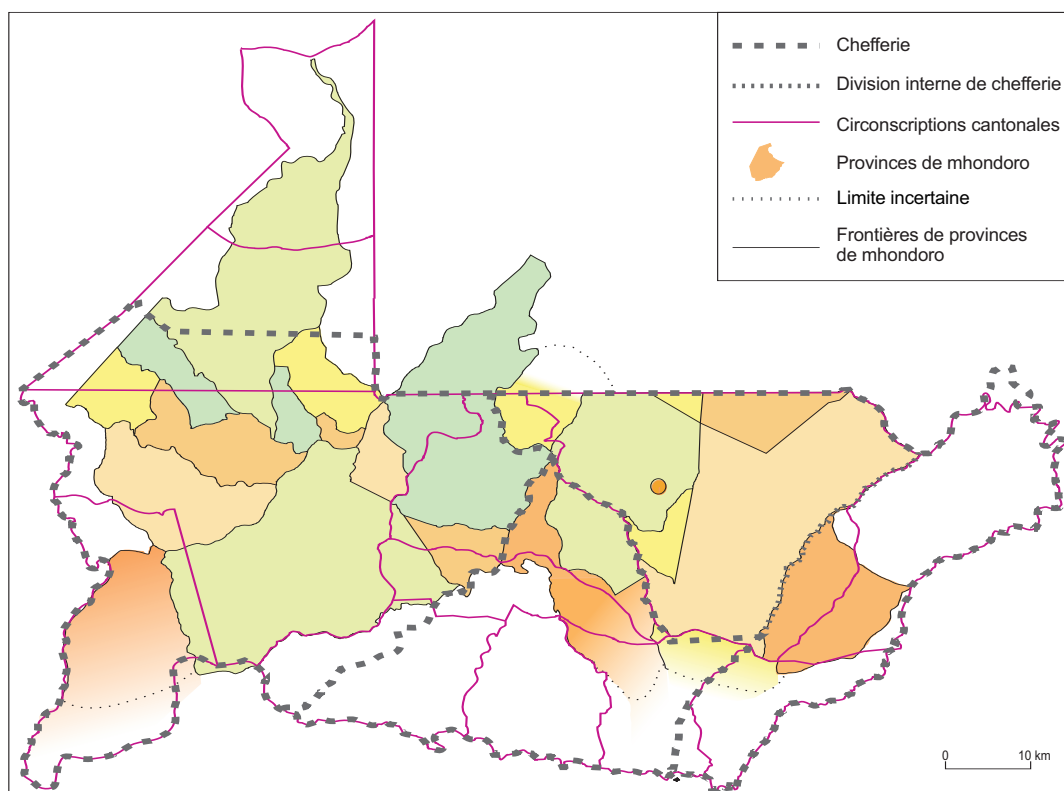 Chefferie
Division interne de chefferie
Circonscriptions cantonales
Provinces de mhondoro
Limite incertaine
Frontières de provinces
de mhondoro
0 10 km